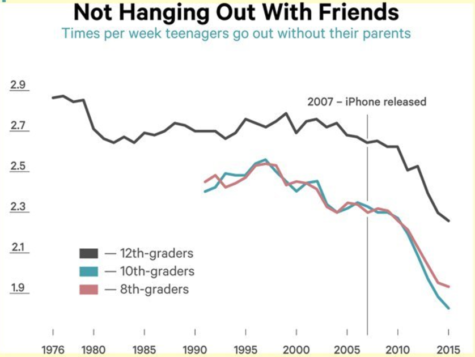 Not Hanging Out With Friends
Times per week teenagers go out without their parents
2007 – iPhone released
2.9
2.7
2.5
2.3
2.1
1.9
— 12th-graders
— 10th-graders
— 8th-graders
1976 1980 1985 1990 1995 2000 2005 2010 2015